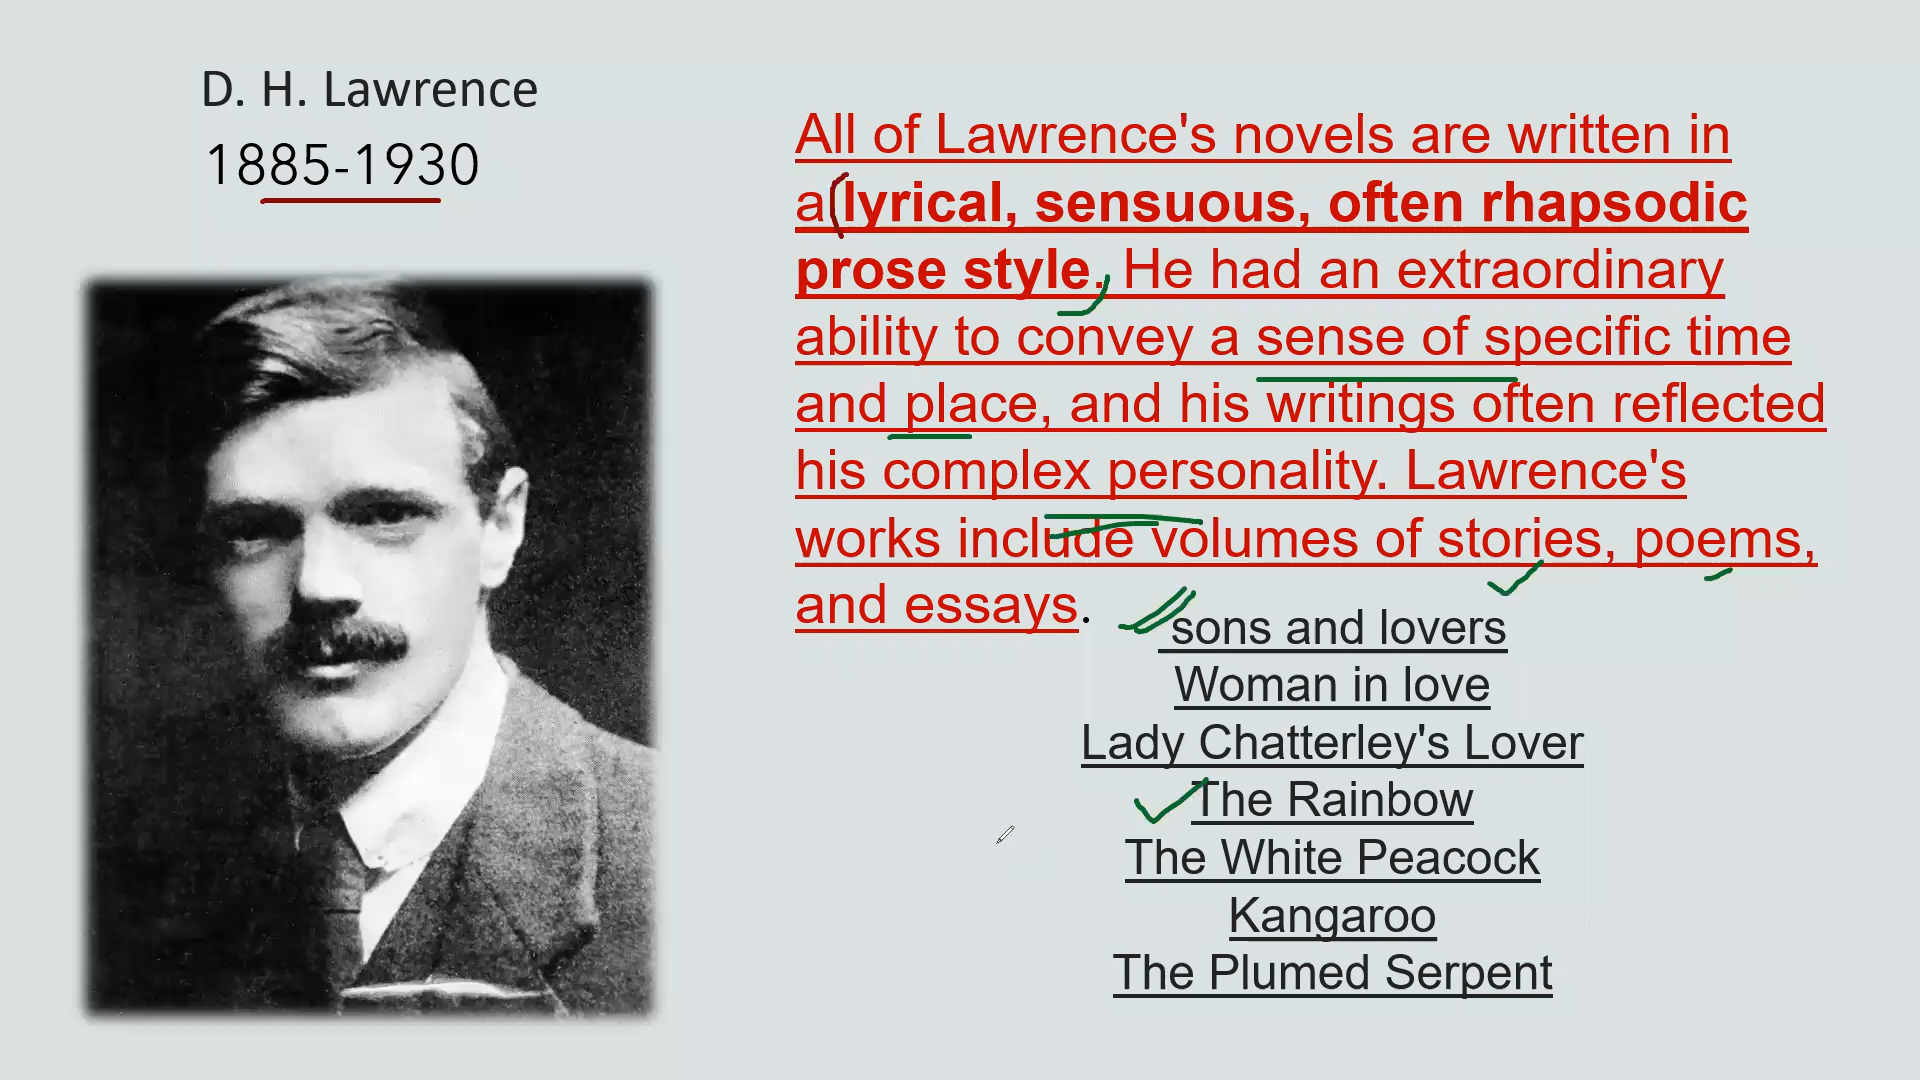 D. H. Lawrence
1885-1930
All of Lawrence's novels are written in
a lyrical, sensuous, often rhapsodic
prose style. He had an extraordinary
ability to convey a sense of specific time
and place, and his writings often reflected
his complex personality. Lawrence's
works include volumes of stories, poems,
and essays.
sons and lovers
Woman in love
Lady Chatterley's Lover
The Rainbow
The White Peacock
Kangaroo
The Plumed Serpent